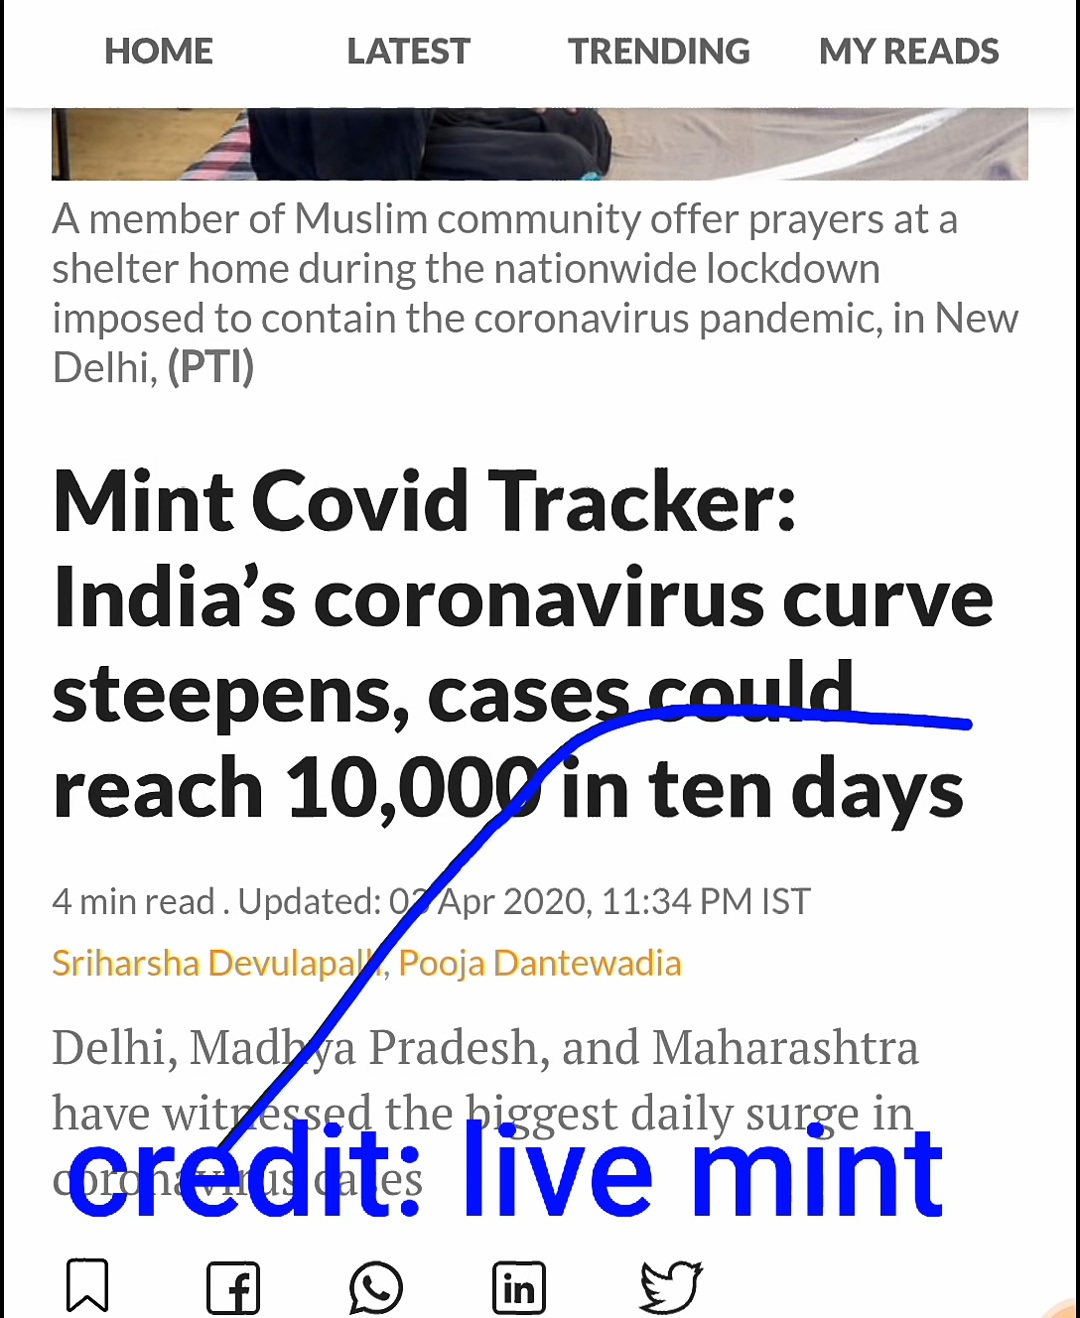 HOME LATEST TRENDING MY READS
A member of Muslim community offer prayers at a
shelter home during the nationwide lockdown
imposed to contain the coronavirus pandemic, in New
Delhi, (PTI)
Mint Covid Tracker:
India’s coronavirus curve
steepens, cases could
reach 10,000 in ten days
4 min read . Updated: 03 Apr 2020, 11:34 PM IST
Sriharsha Devulapalli, Pooja Dantewadia
Delhi, Madhya Pradesh, and Maharashtra
have witnessed the biggest daily surge in
coronavirus cases
credit: live mint